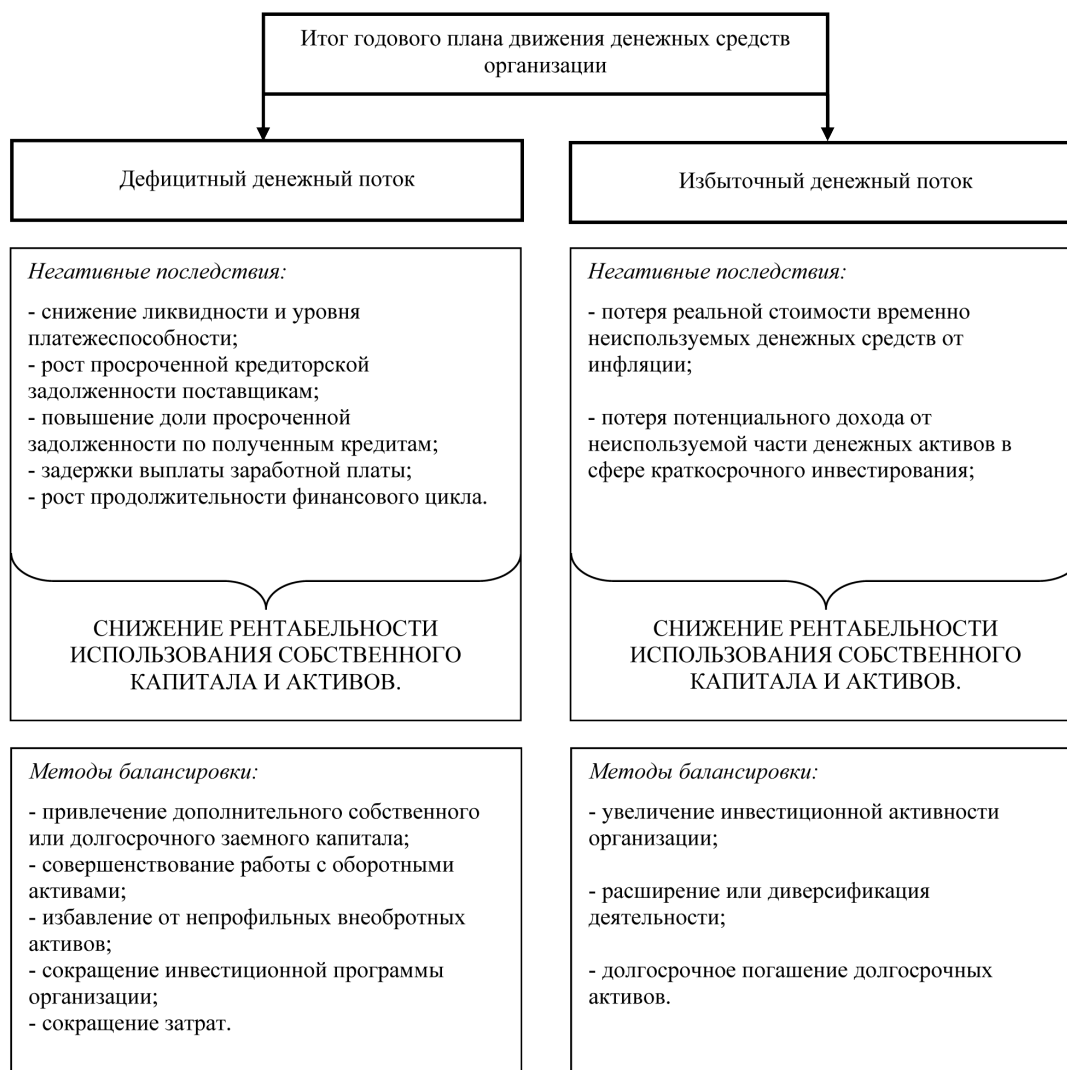 Итог годового плана движения денежных средств
организации
Дефицитный денежный поток
Избыточный денежный поток
Негативные последствия:
- снижение ликвидности и уровня
платежеспособности;
- рост просроченной кредиторской
задолженности поставщикам;
- повышение доли просроченной
задолженности по полученным кредитам;
- задержки выплаты заработной платы;
- рост продолжительности финансового цикла.
СНИЖЕНИЕ РЕНТАБЕЛЬНОСТИ
ИСПОЛЬЗОВАНИЯ СОБСТВЕННОГО
КАПИТАЛА И АКТИВОВ.
Негативные последствия:
- потеря реальной стоимости временно
неиспользуемых денежных средств от
инфляции;
- потеря потенциального дохода от
неиспользуемой части денежных активов в
сфере краткосрочного инвестирования;
СНИЖЕНИЕ РЕНТАБЕЛЬНОСТИ
ИСПОЛЬЗОВАНИЯ СОБСТВЕННОГО
КАПИТАЛА И АКТИВОВ.
Методы балансировки:
- привлечение дополнительного собственного
или долгосрочного заемного капитала;
- совершенствование работы с оборотными
активами;
- избавление от непрофильных внеобротных
активов;
- сокращение инвестиционной программы
организации;
- сокращение затрат.
Методы балансировки:
- увеличение инвестиционной активности
организации;
- расширение или диверсификация
деятельности;
- долгосрочное погашение долгосрочных
активов.